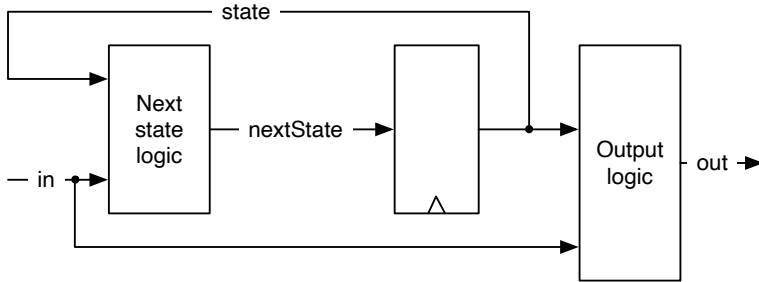 state
Next
state
logic
nextState
in
Output
logic
out